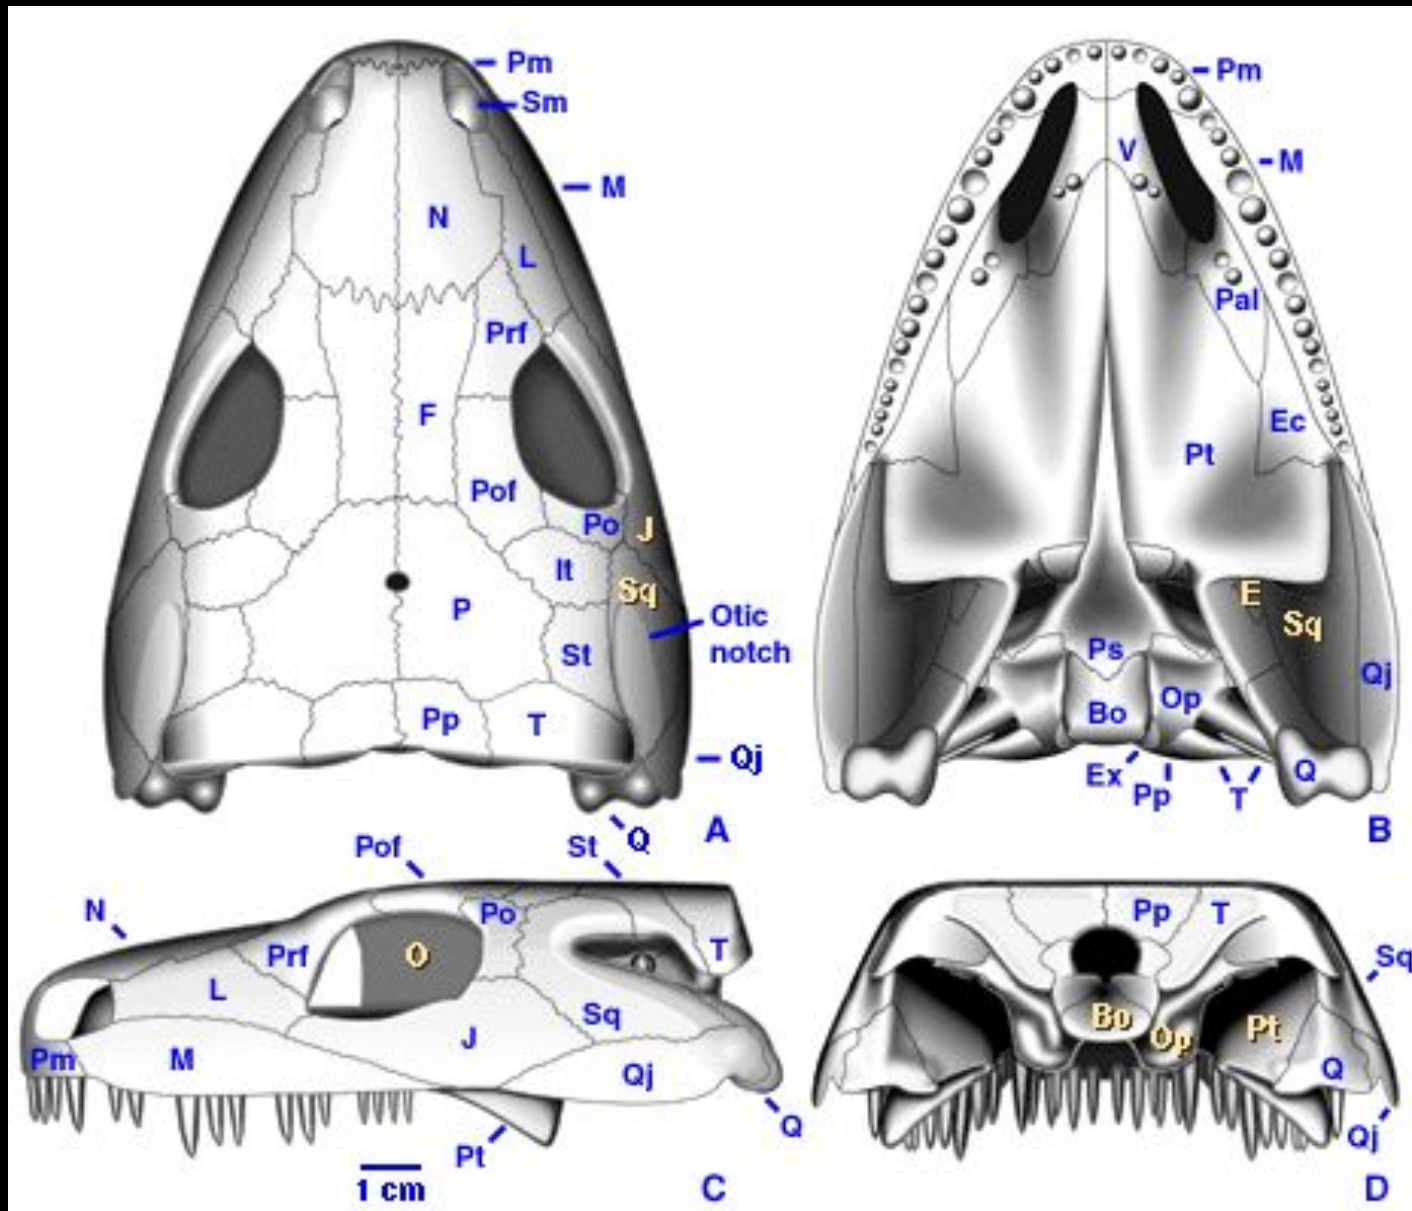 Pm
Sm
M
N
L
Prf
F
Pof
Po
J
It
Sq
P
Otic
notch
St
Pp
T
Qj
Q
A
Pm
V
M
Pal
Ec
Pt
E
Sq
Ps
Qj
Op
Bo
Ex
Pp
T
Q
B
Pof
St
N
Po
Prf
O
T
L
Sq
J
Pm
M
Qj
Q
Pt
1 cm
C
Pp
T
Sq
Bo
Op
Pt
Q
Qj
D